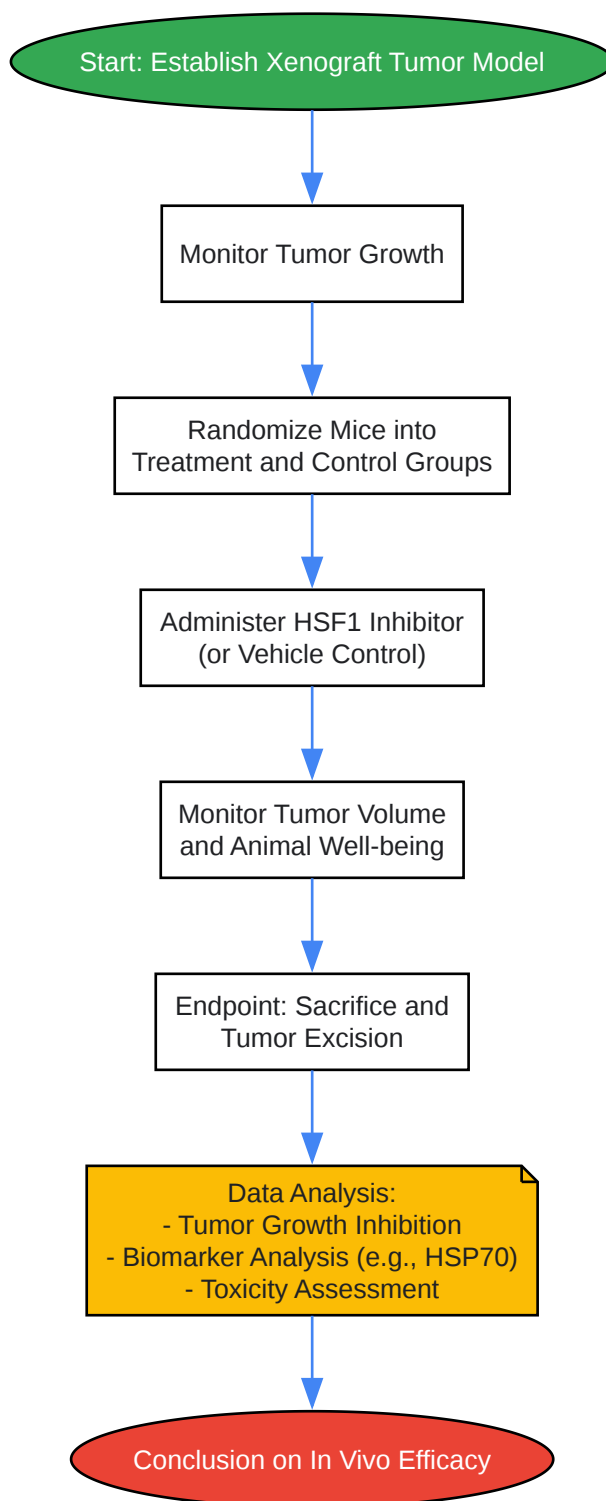 Start: Establish Xenograft Tumor Model
Monitor Tumor Growth
Randomize Mice into
Treatment and Control Groups
Administer HSF1 Inhibitor
(or Vehicle Control)
Monitor Tumor Volume
and Animal Well-being
Endpoint: Sacrifice and
Tumor Excision
Data Analysis:
- Tumor Growth Inhibition
- Biomarker Analysis (e.g., HSP70)
- Toxicity Assessment
Conclusion on In Vivo Efficacy